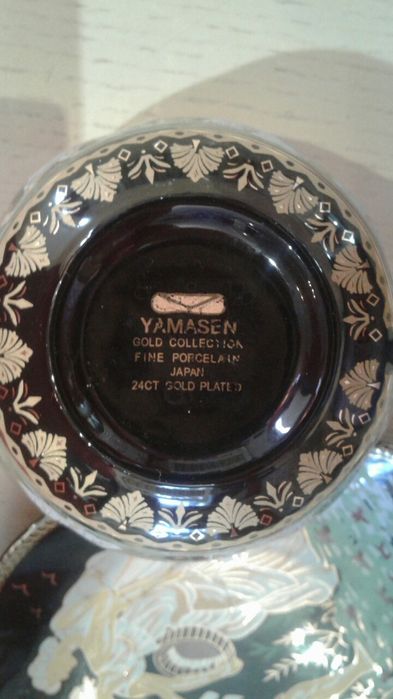 YAMASEN
GOLD COLLECTION
FINE PORCELAIN
JAPAN
24CT GOLD PLATED